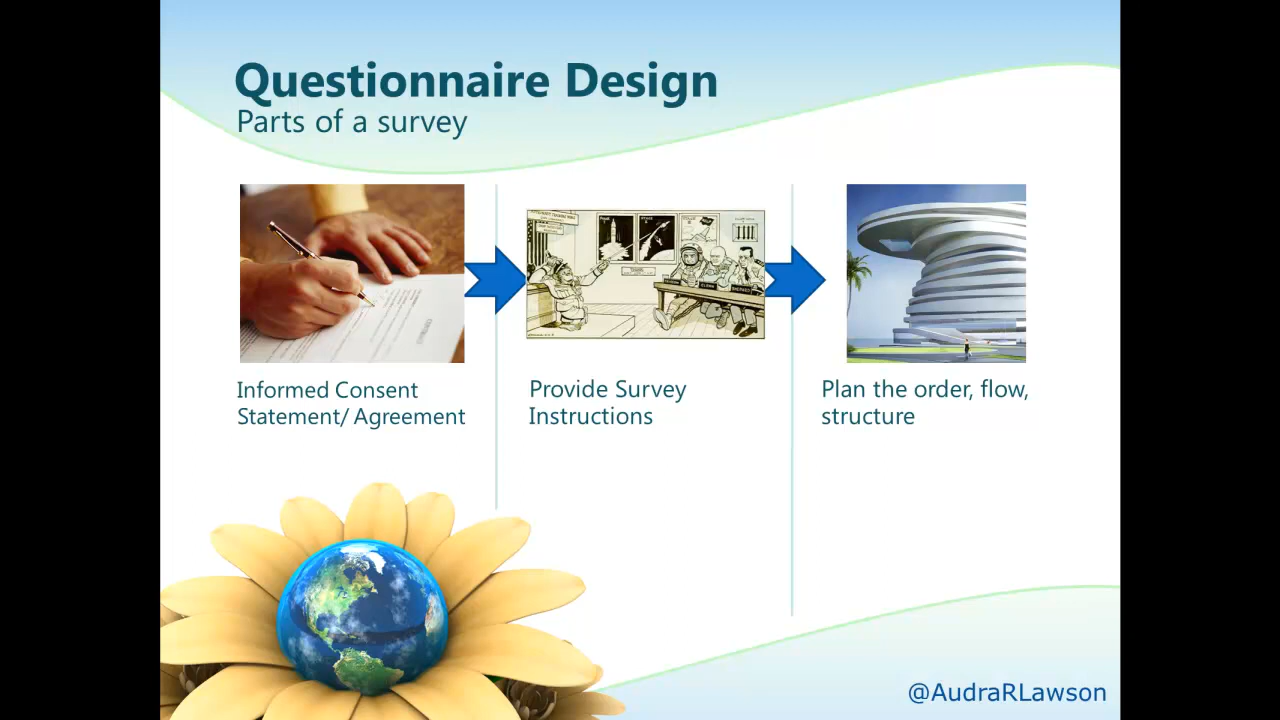 Questionnaire Design
Parts of a survey
Informed Consent
Statement/ Agreement
Provide Survey
Instructions
Plan the order, flow,
structure
@AudraRLawson